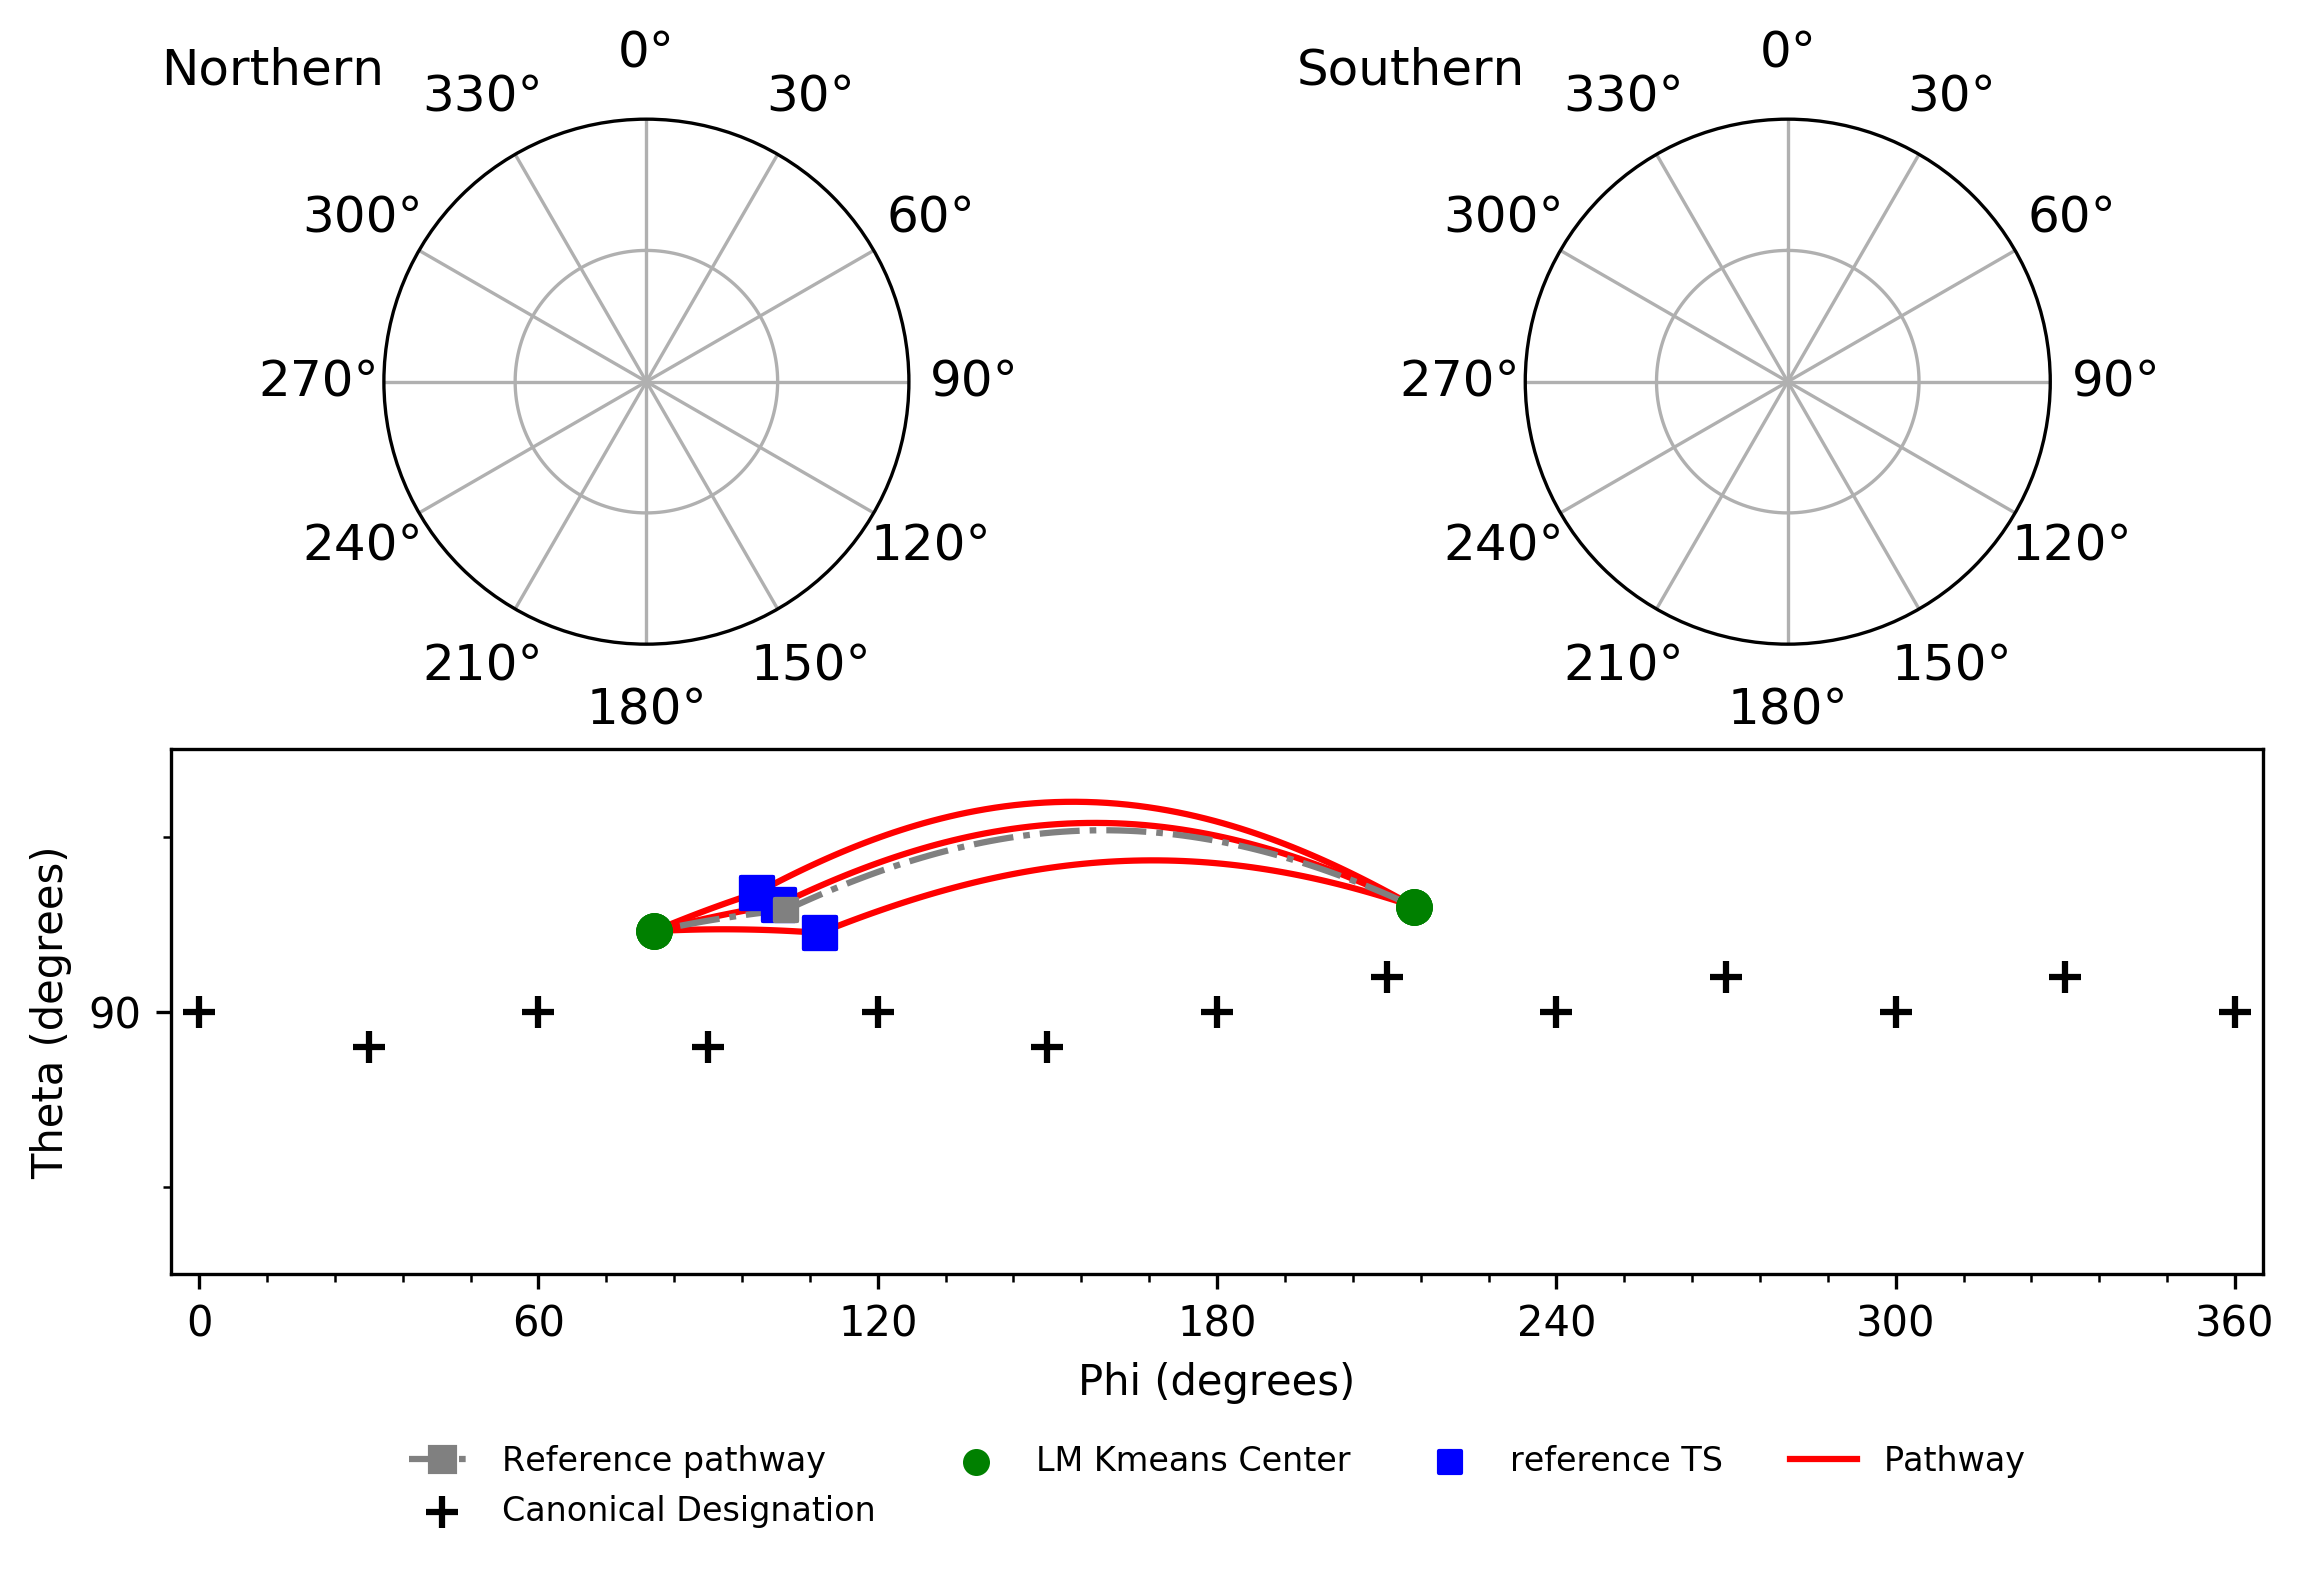 Northern
0°
330°
30°
300°
60°
270°
90°
240°
120°
210°
150°
180°
Southern
0°
330°
30°
300°
60°
270°
90°
240°
120°
210°
150°
180°
Theta (degrees)
90
0 60 120 180 240 300 360
Phi (degrees)
Reference pathway
LM Kmeans Center
reference TS
Pathway
Canonical Designation